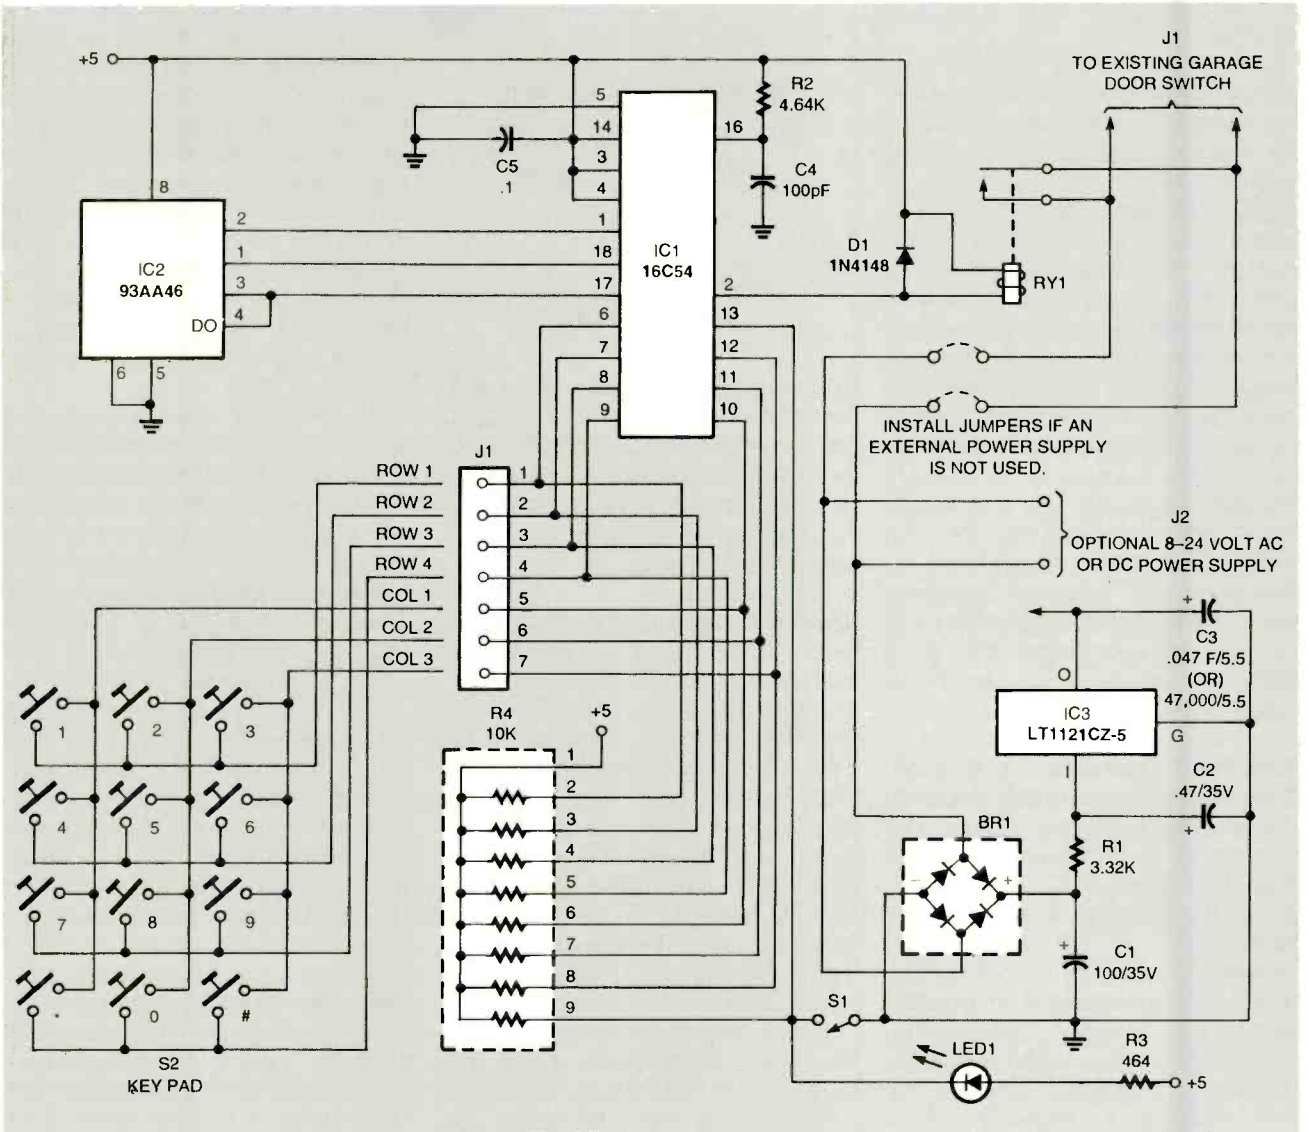 J1
TO EXISTING GARAGE
DOOR SWITCH
+5
R2
4.64K
5
14
3
4
1
18
17
6
7
8
9
16
2
13
12
11
10
IC1
16C54
C5
.1
C4
100pF
D1
1N4148
RY1
8
2
1
3
4
DO
6
5
IC2
93AA46
INSTALL JUMPERS IF AN
EXTERNAL POWER SUPPLY
IS NOT USED.
J2
OPTIONAL 8–24 VOLT AC
OR DC POWER SUPPLY
J1
ROW 1
ROW 2
ROW 3
ROW 4
COL 1
COL 2
COL 3
1
2
3
4
5
6
7
+
C3
.047 F/5.5
(OR)
47,000/5.5
O
IC3
LT1121CZ-5
G
I
C2
.47/35V
+
R1
3.32K
BR1
-
+
+
C1
100/35V
R4
10K
+5
1
2
3
4
5
6
7
8
9
1
2
3
4
5
6
7
8
9
0
#
S2
KEY PAD
S1
LED1
R3
464
+5